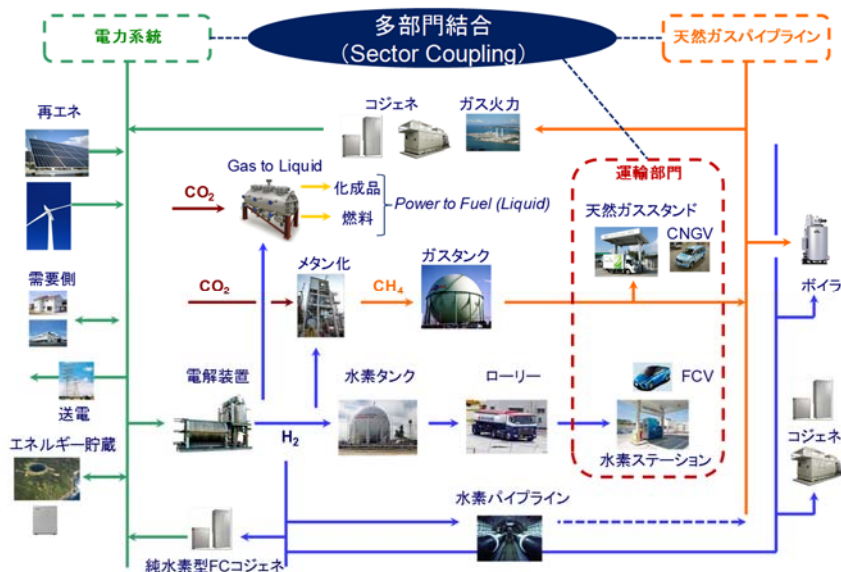 電力系統
多部門結合
（Sector Coupling）
天然ガスパイプライン
再エネ
コジェネ
ガス火力
Gas to Liquid
CO2
化成品
燃料
Power to Fuel (Liquid)
運輸部門
天然ガススタンド
CNGV
需要側
CO2
メタン化
CH4
ガスタンク
ボイラ
送電
電解装置
H2
水素タンク
ローリー
FCV
水素ステーション
コジェネ
エネルギー貯蔵
水素パイプライン
純水素型FCコジェネ